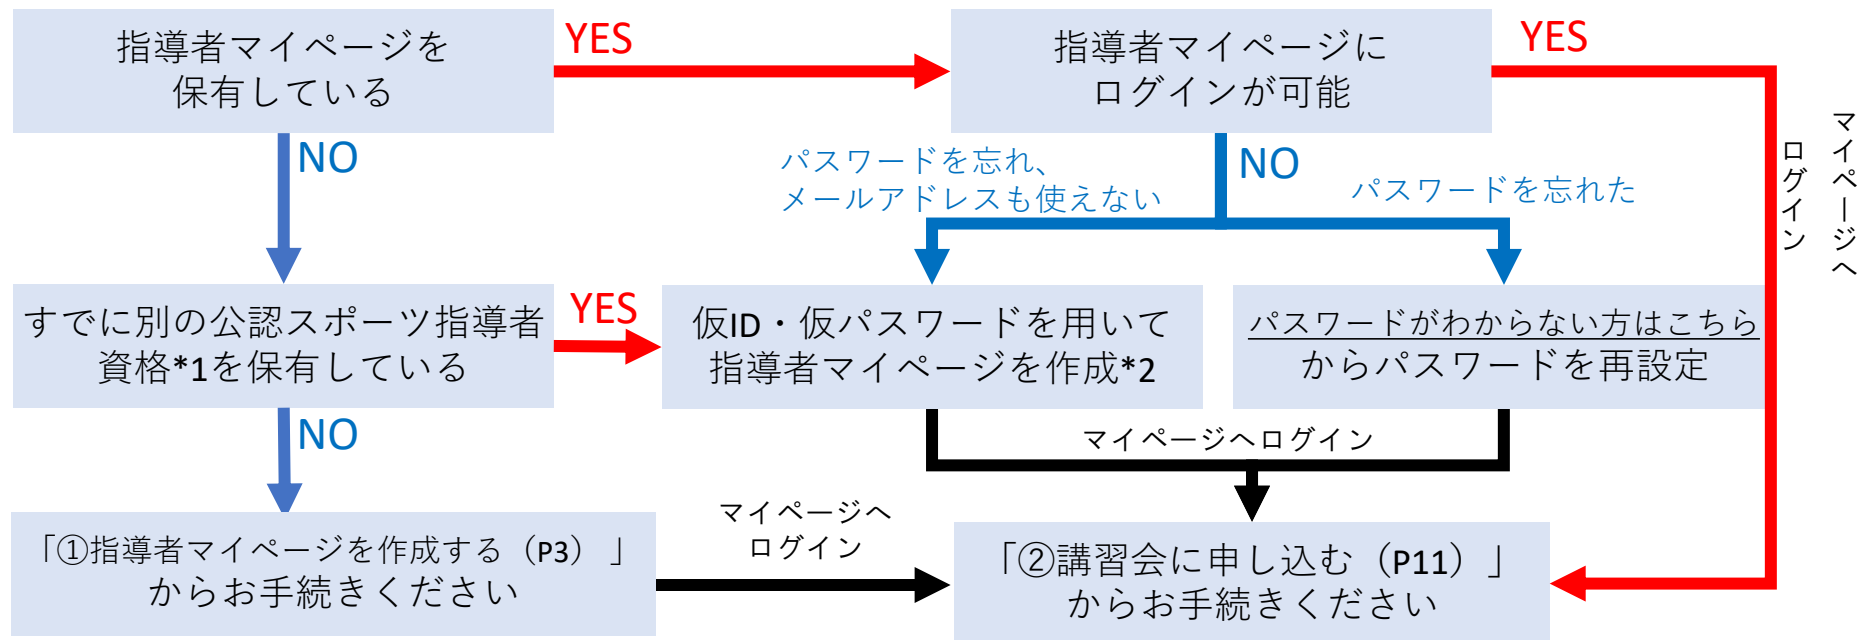 指導者マイページを
保有している
YES
指導者マイページに
ログインが可能
YES
マイページへ
ログイン
NO
パスワードを忘れ、
メールアドレスも使えない
NO
パスワードを忘れた
すでに別の公認スポーツ指導者
資格*1を保有している
YES
仮ID・仮パスワードを用いて
指導者マイページを作成*2
パスワードがわからない方はこちら
からパスワードを再設定
NO
マイページへログイン
「①指導者マイページを作成する（P3）」
からお手続きください
マイページへ
ログイン
「②講習会に申し込む（P11）」
からお手続きください